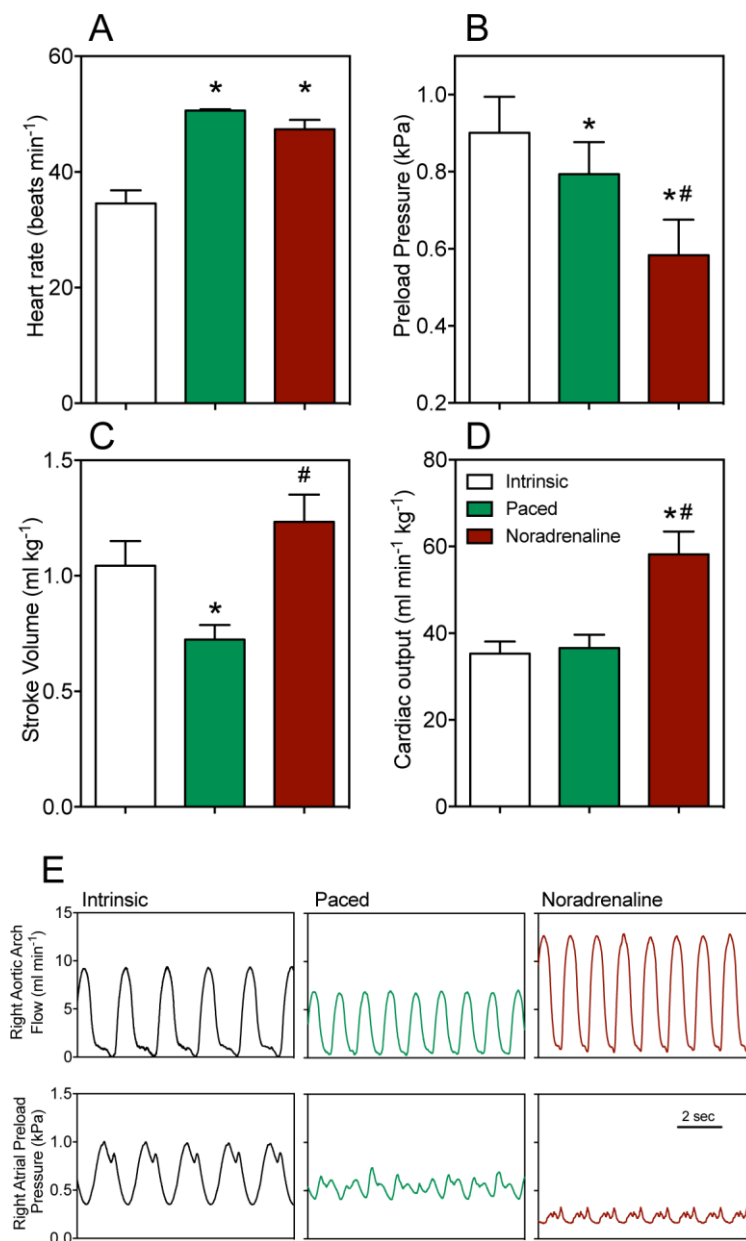 A
Heart rate (beats min⁻¹)
60
40
20
0
*
*
B
Preload Pressure (kPa)
1.0
0.8
0.6
0.4
0.2
*
*#
C
Stroke Volume (ml kg⁻¹)
1.5
1.0
0.5
0.0
*
#
D
Cardiac output (ml min⁻¹ kg⁻¹)
80
60
40
20
0
Intrinsic
Paced
Noradrenaline
*#
E
Intrinsic
Paced
Noradrenaline
Right Aortic Arch
Flow (ml min⁻¹)
15
10
5
0
Right Atrial Preload
Pressure (kPa)
1.5
1.0
0.5
0.0
2 sec